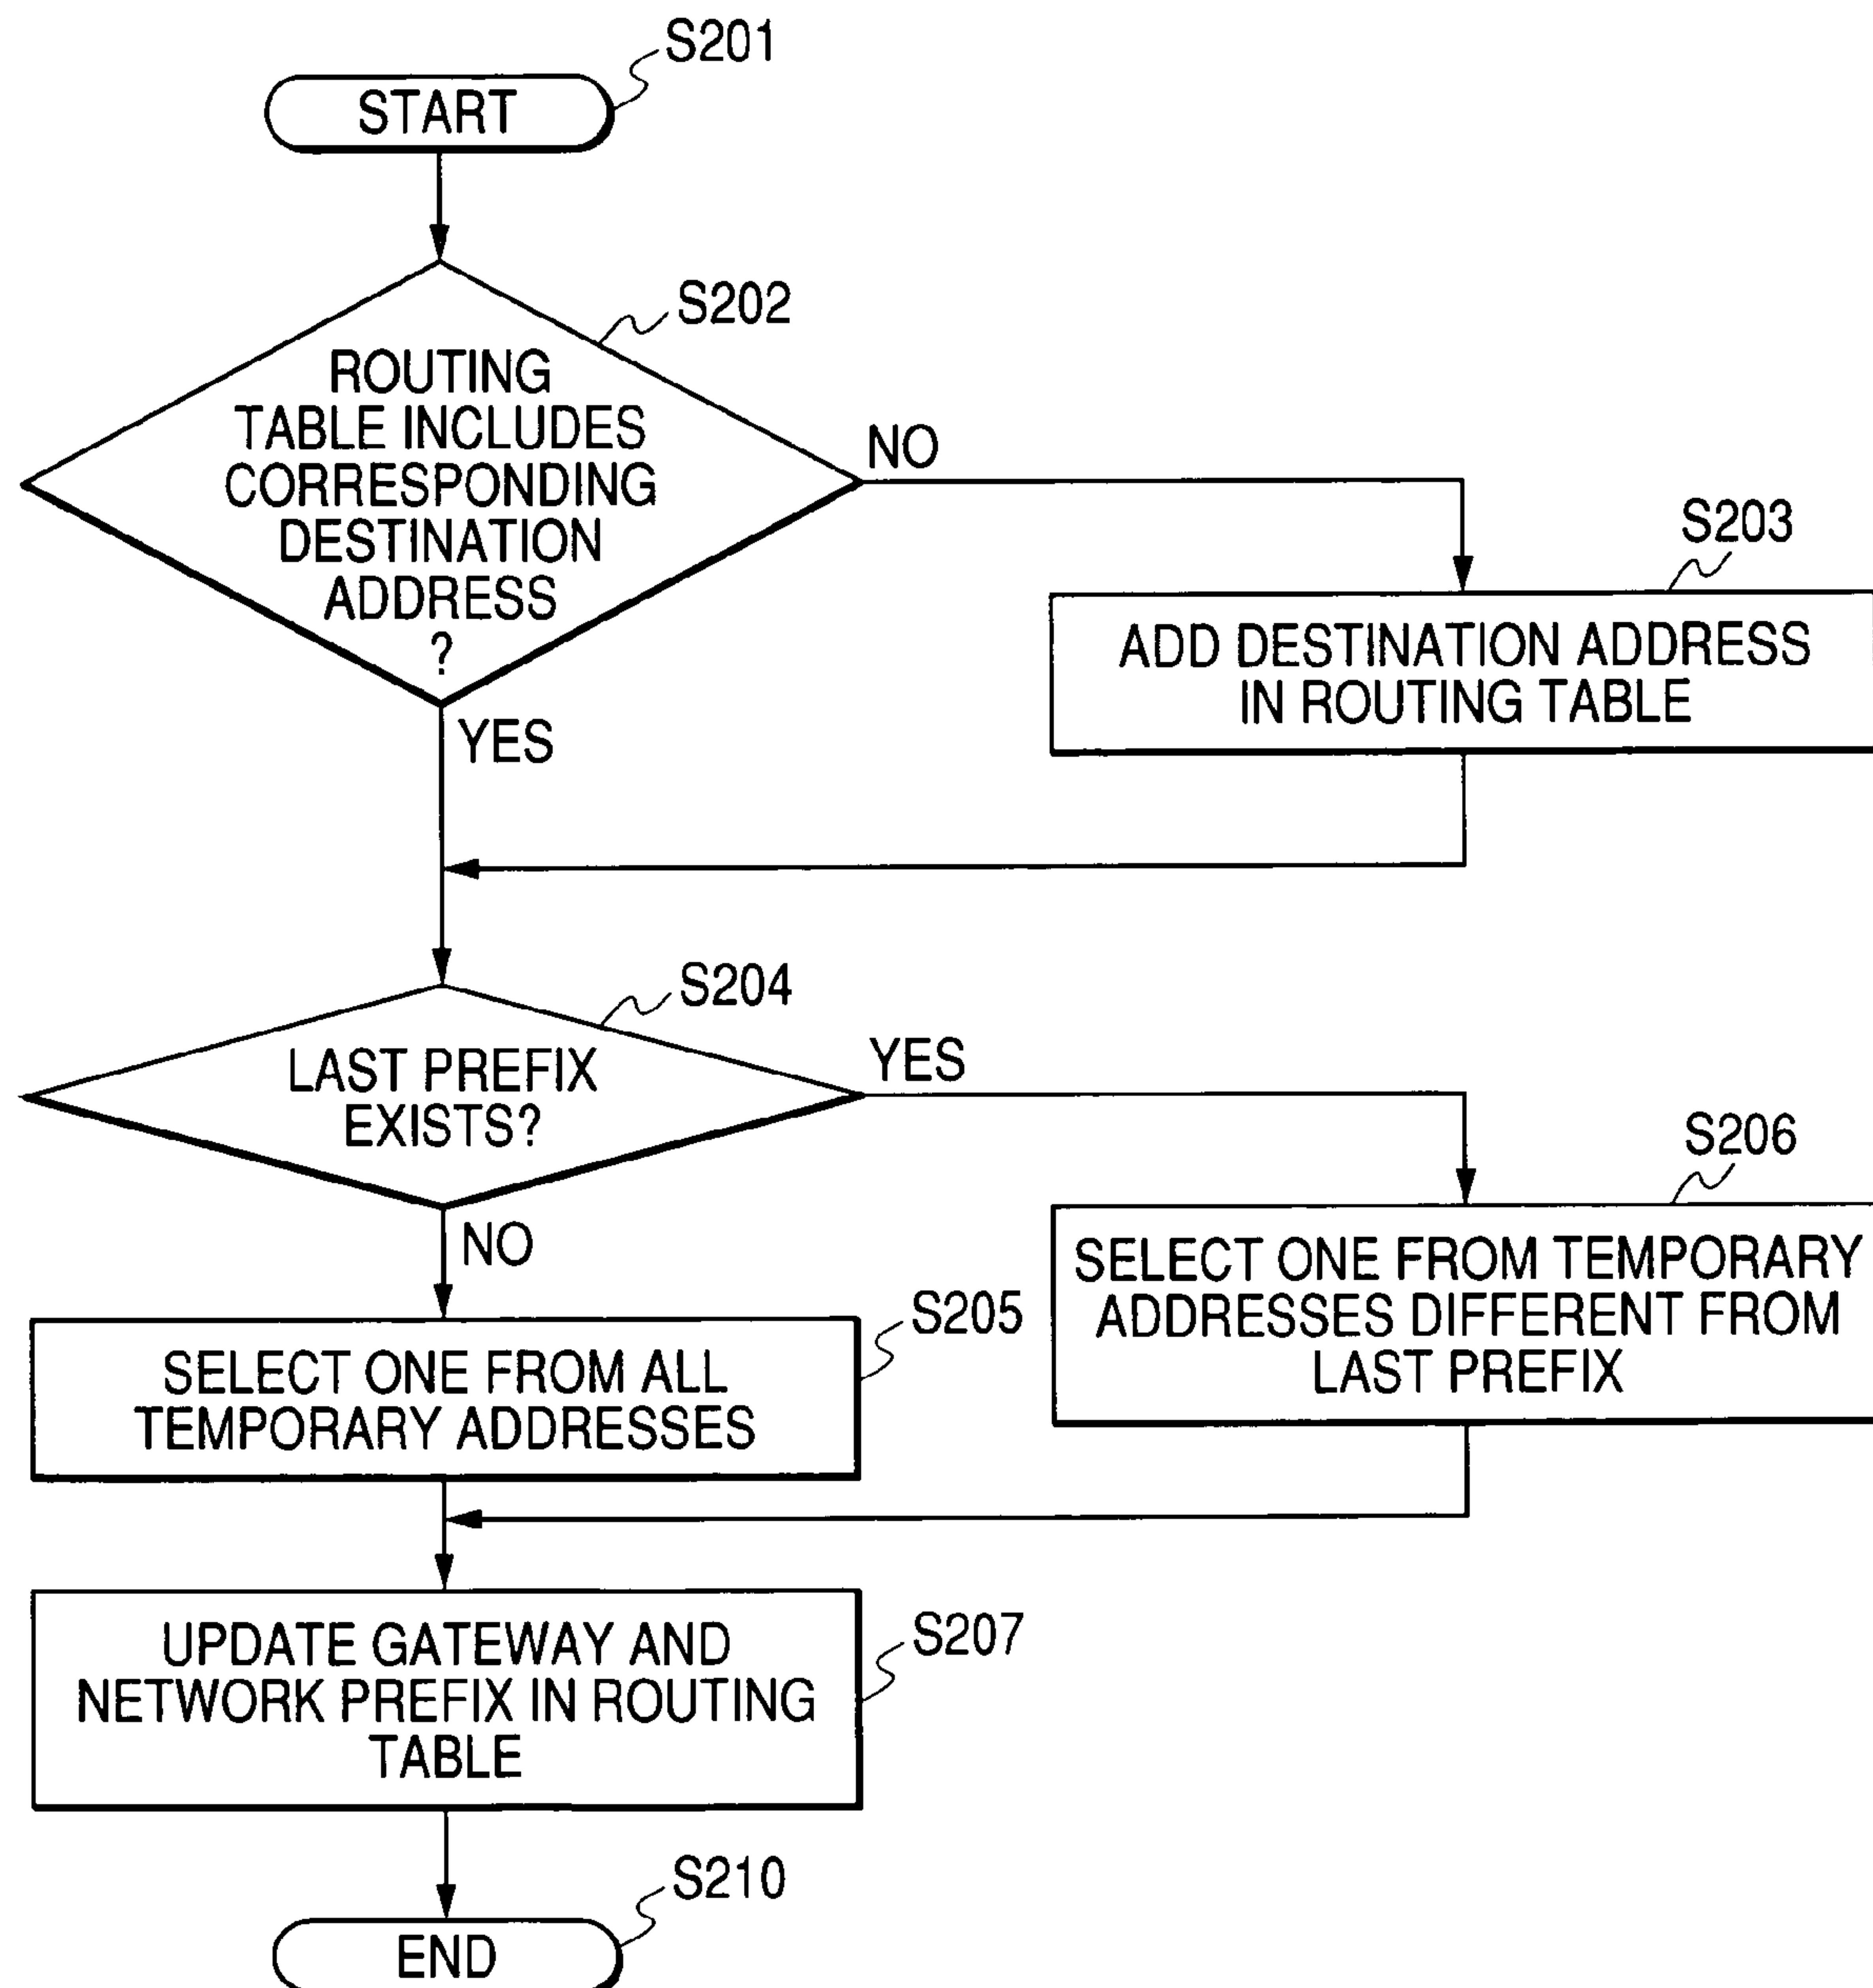 S201
START
S202
ROUTING
TABLE INCLUDES
CORRESPONDING
DESTINATION
ADDRESS
?
NO
YES
S203
ADD DESTINATION ADDRESS
IN ROUTING TABLE
S204
LAST PREFIX
EXISTS?
YES
NO
S206
SELECT ONE FROM TEMPORARY
ADDRESSES DIFFERENT FROM
LAST PREFIX
S205
SELECT ONE FROM ALL
TEMPORARY ADDRESSES
S207
UPDATE GATEWAY AND
NETWORK PREFIX IN ROUTING
TABLE
S210
END